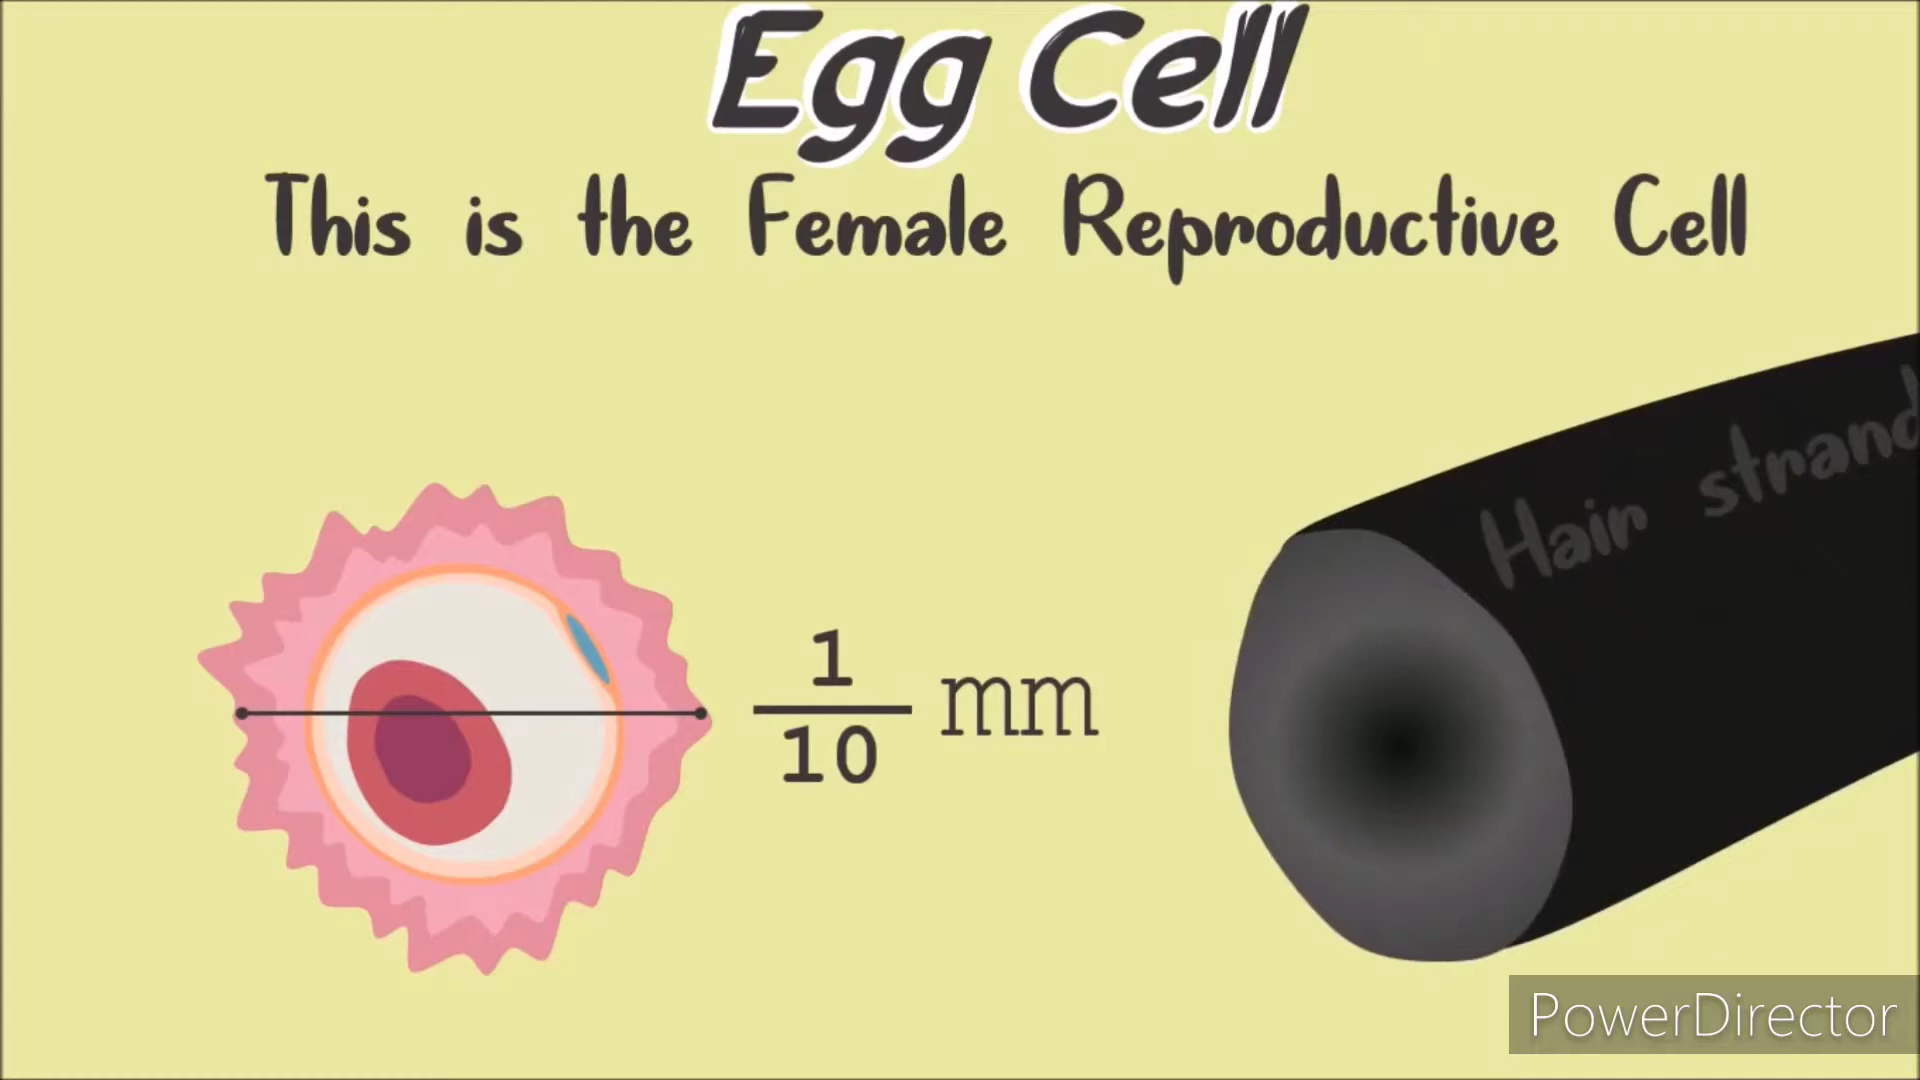 Egg Cell
This is the Female Reproductive Cell
Hair strand
1
10
mm
PowerDirector